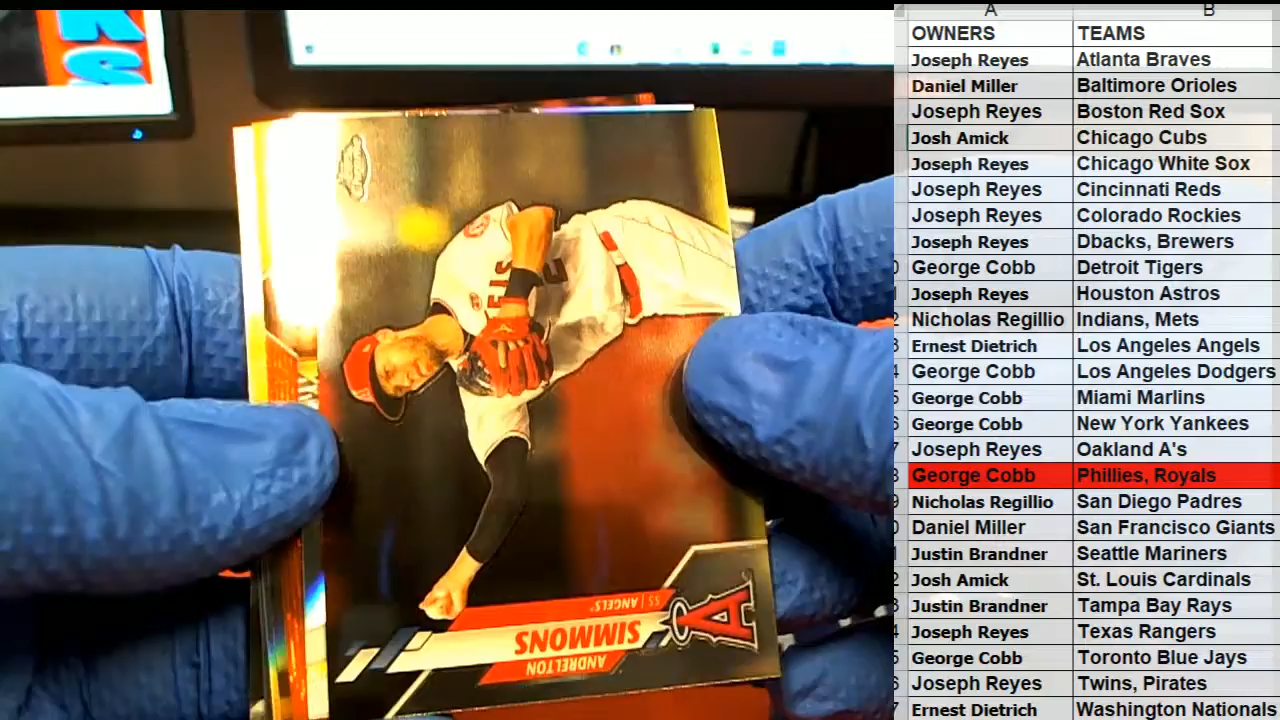 KS
A B
OWNERS TEAMS
Joseph Reyes Atlanta Braves
Daniel Miller Baltimore Orioles
Joseph Reyes Boston Red Sox
Josh Amick Chicago Cubs
Joseph Reyes Chicago White Sox
Joseph Reyes Cincinnati Reds
Joseph Reyes Colorado Rockies
Joseph Reyes Dbacks, Brewers
George Cobb Detroit Tigers
Joseph Reyes Houston Astros
Nicholas Regillio Indians, Mets
Ernest Dietrich Los Angeles Angels
George Cobb Los Angeles Dodgers
George Cobb Miami Marlins
George Cobb New York Yankees
Joseph Reyes Oakland A's
George Cobb Phillies, Royals
Nicholas Regillio San Diego Padres
Daniel Miller San Francisco Giants
Justin Brandner Seattle Mariners
Josh Amick St. Louis Cardinals
Justin Brandner Tampa Bay Rays
Joseph Reyes Texas Rangers
George Cobb Toronto Blue Jays
Joseph Reyes Twins, Pirates
Ernest Dietrich Washington Nationals
A
SS | ANGELS
ANDRELTON
SIMMONS